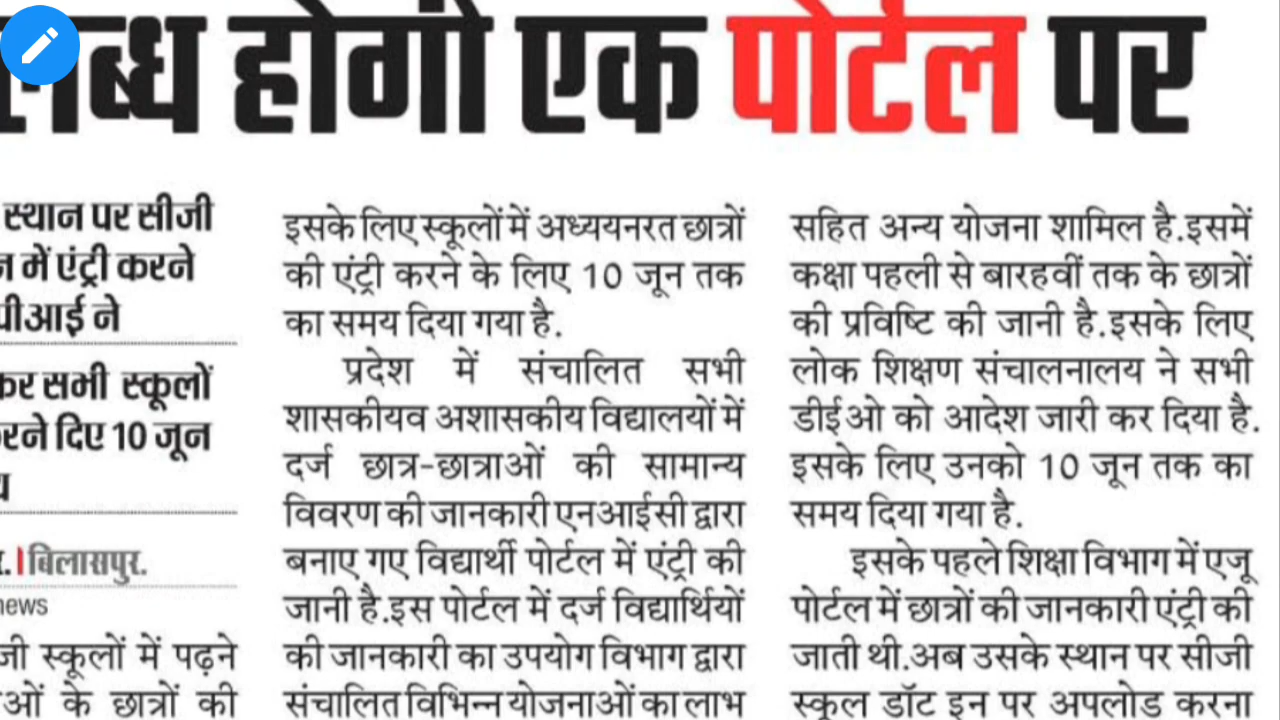 होगी एक पोर्टल पर
स्थान पर सीजी
में एंट्री करने
पीआई ने
कर सभी स्कूलों
दिए 10 जून
बिलासपुर.
news
स्कूलों में पढ़ने
के छात्रों की
इसके लिए स्कूलों में अध्ययनरत छात्रों
की एंट्री करने के लिए 10 जून तक
का समय दिया गया है.
प्रदेश में संचालित सभी
शासकीयव अशासकीय विद्यालयों में
दर्ज छात्र-छात्राओं की सामान्य
विवरण की जानकारी एनआईसी द्वारा
बनाए गए विद्यार्थी पोर्टल में एंट्री की
जानी है.इस पोर्टल में दर्ज विद्यार्थियों
की जानकारी का उपयोग विभाग द्वारा
संचालित विभिन्न योजनाओं का लाभ
सहित अन्य योजना शामिल है.इसमें
कक्षा पहली से बारहवीं तक के छात्रों
की प्रविष्टि की जानी है.इसके लिए
लोक शिक्षण संचालनालय ने सभी
डीईओ को आदेश जारी कर दिया है.
इसके लिए उनको 10 जून तक का
समय दिया गया है.
इसके पहले शिक्षा विभाग में एजू
पोर्टल में छात्रों की जानकारी एंट्री की
जाती थी.अब उसके स्थान पर सीजी
स्कूल डॉट इन पर अपलोड करना